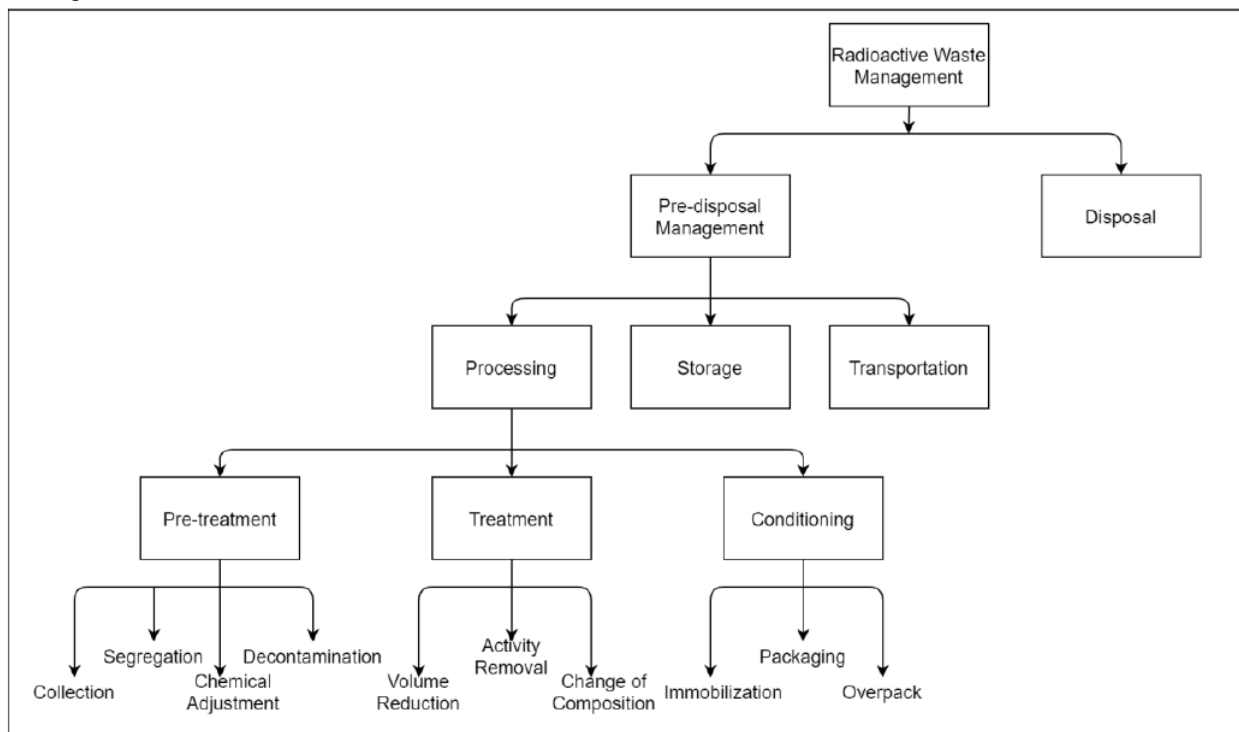 Radioactive Waste
Management
Pre-disposal
Management
Disposal
Processing
Storage
Transportation
Pre-treatment
Treatment
Conditioning
Collection
Segregation
Chemical
Adjustment
Decontamination
Volume
Reduction
Activity
Removal
Change of
Composition
Immobilization
Packaging
Overpack